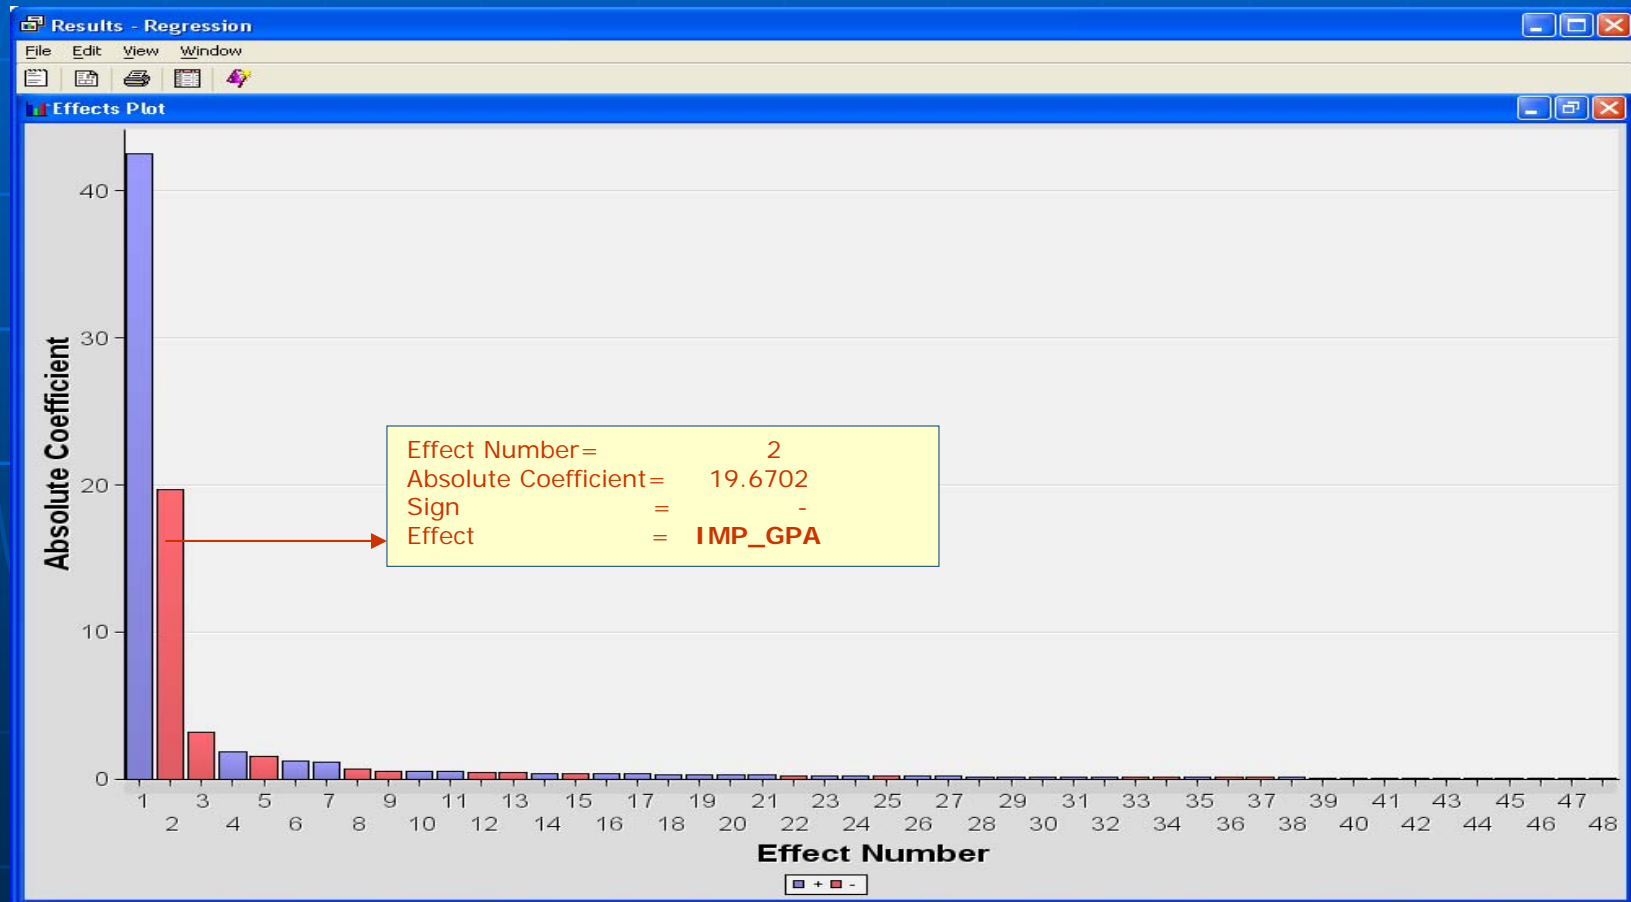 Results - Regression
File Edit View Window
Effects Plot
Absolute Coefficient
40
30
20
10
0
Effect Number= 2
Absolute Coefficient= 19.6702
Sign = -
Effect = IMP_GPA
1 3 5 7 9 11 13 15 17 19 21 23 25 27 29 31 33 35 37 39 41 43 45 47
2 4 6 8 10 12 14 16 18 20 22 24 26 28 30 32 34 36 38 40 42 44 46 48
Effect Number
+ -